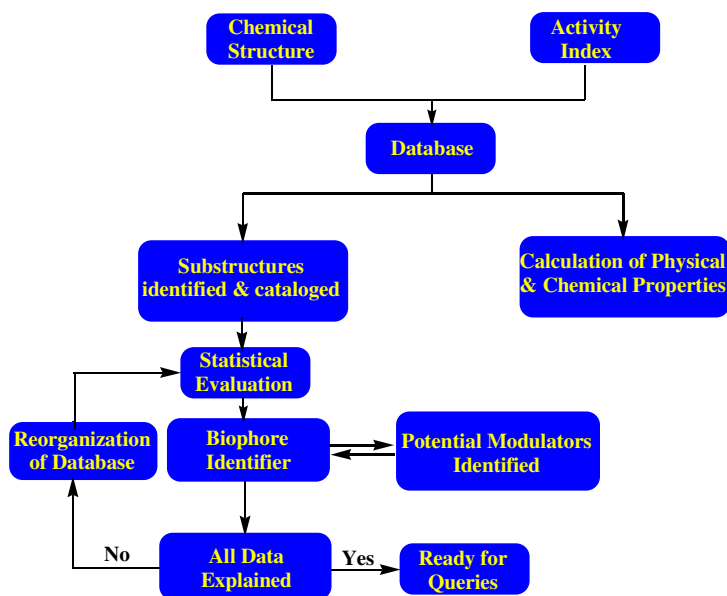 Chemical
Structure
Activity
Index
Database
Substructures
identified & cataloged
Calculation of Physical
& Chemical Properties
Statistical
Evaluation
Reorganization
of Database
Biophore
Identifier
Potential Modulators
Identified
No
All Data
Explained
Yes
Ready for
Queries